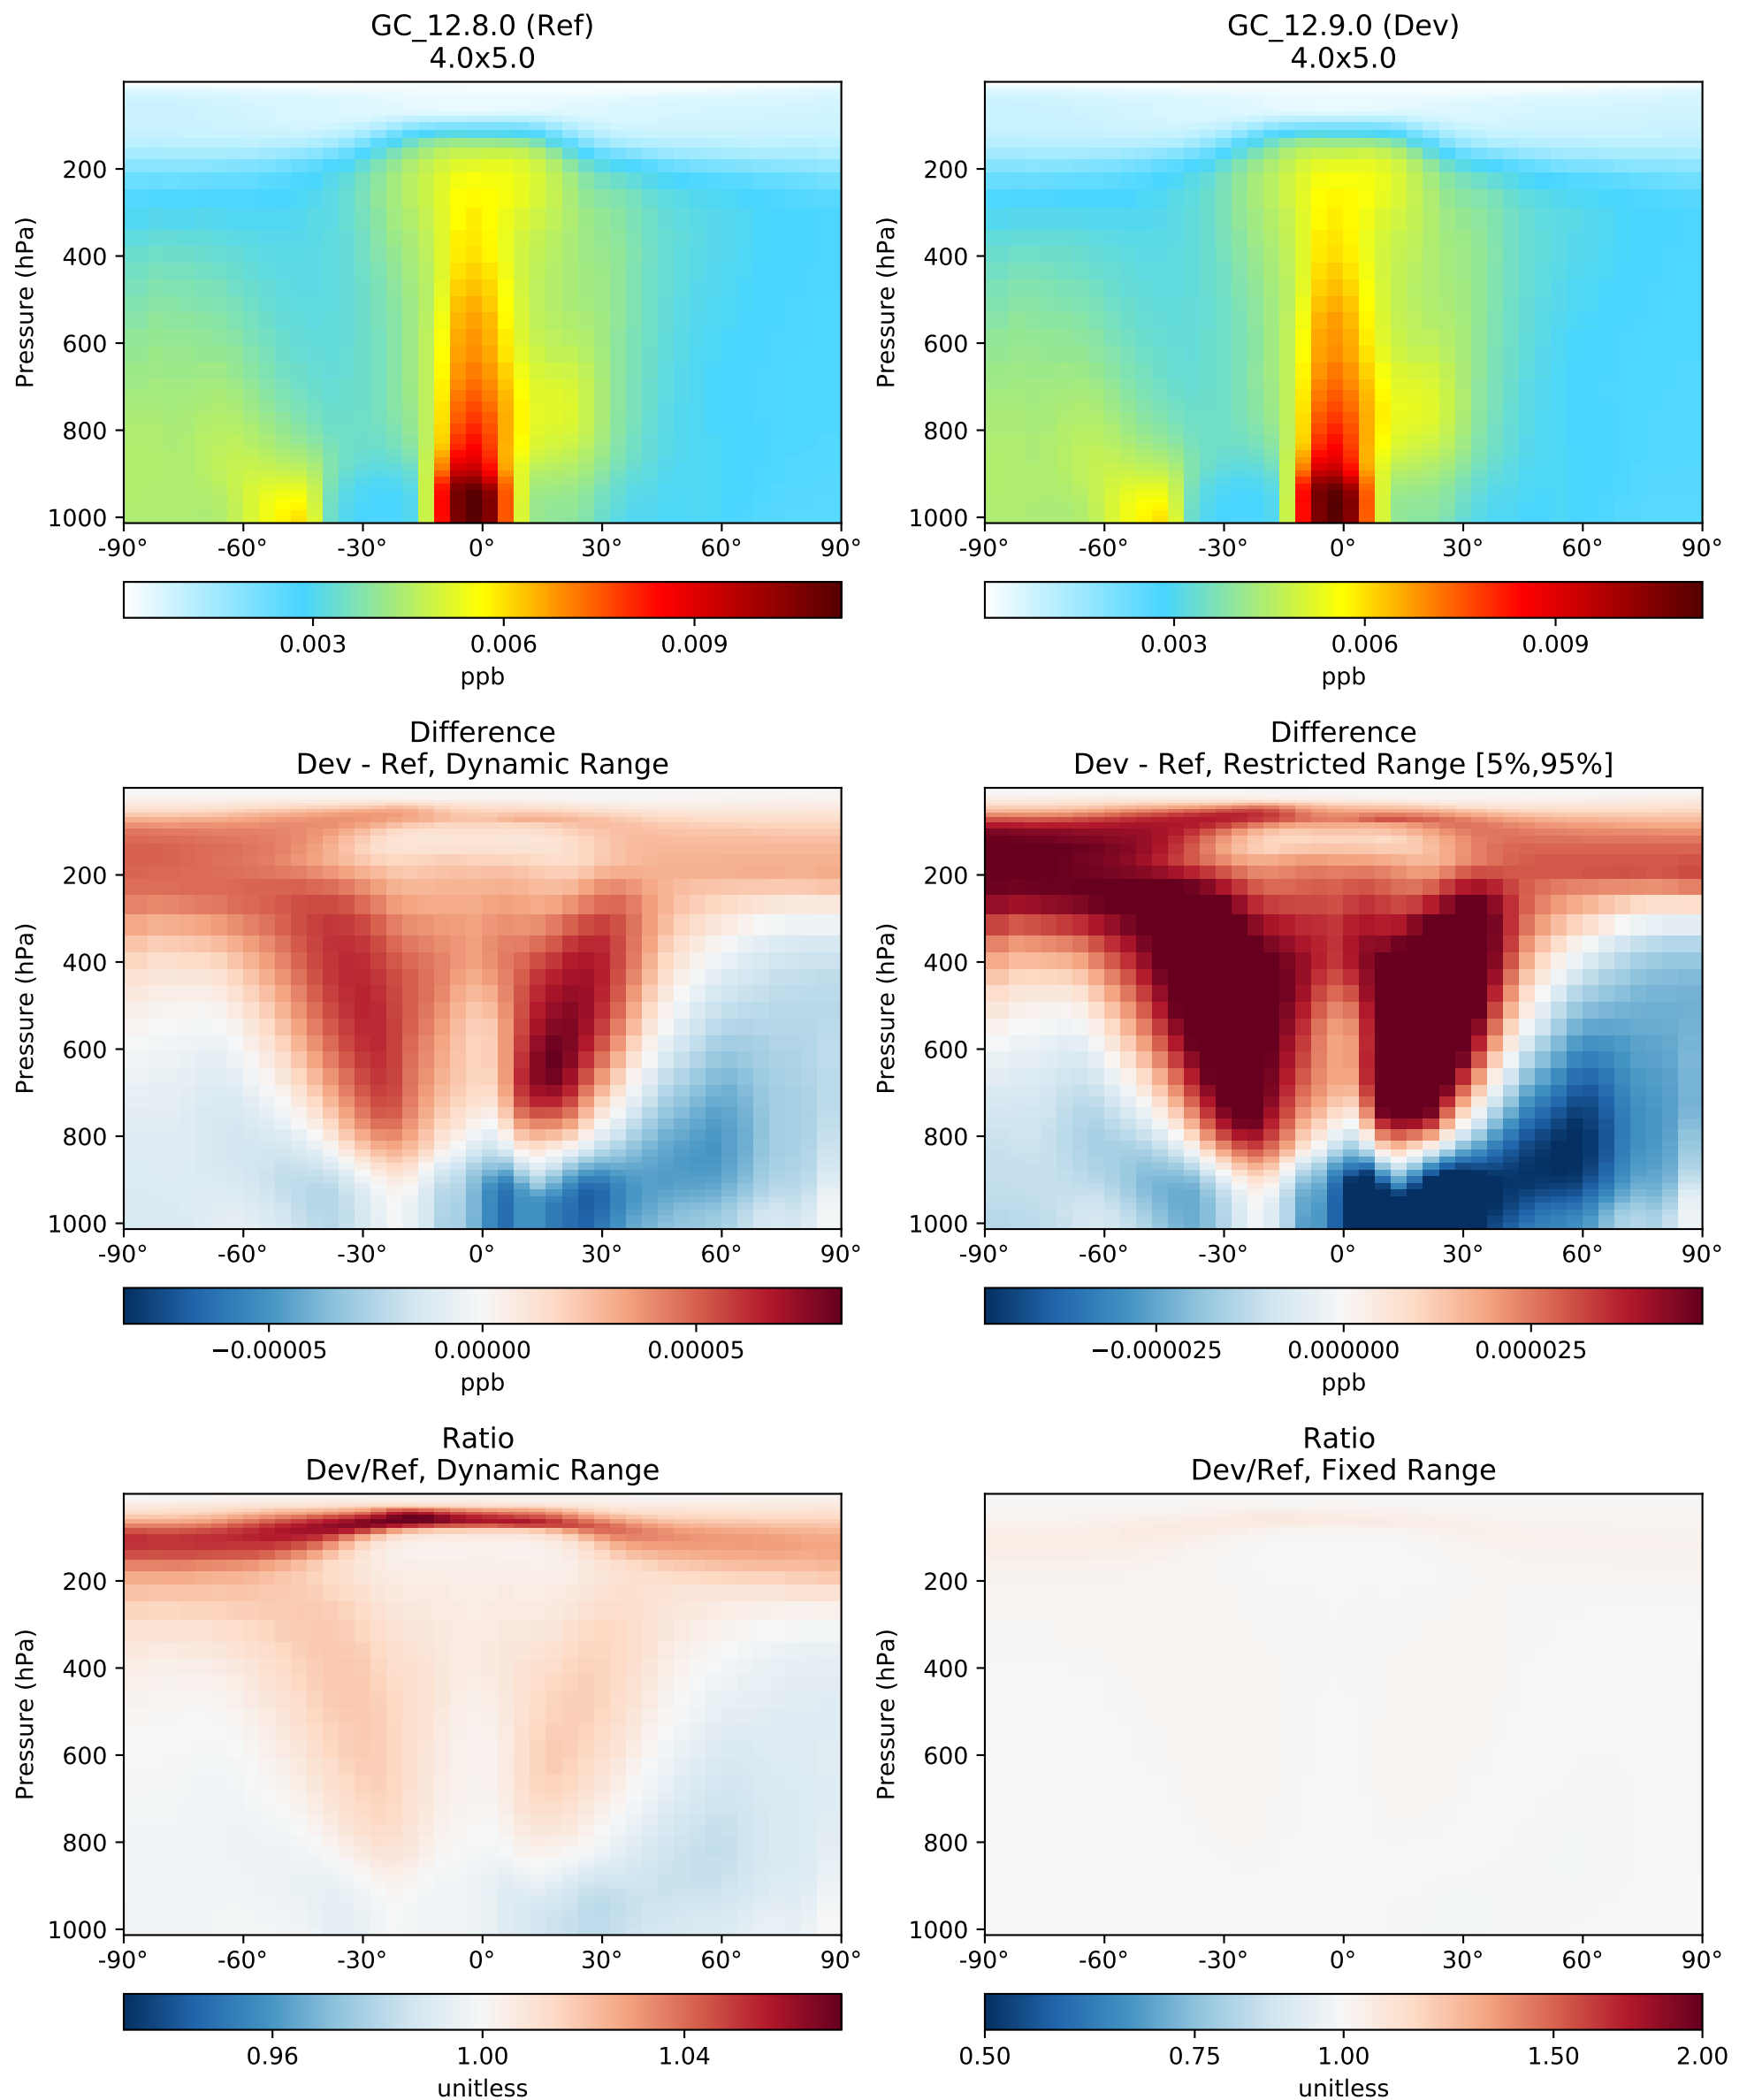 GC_12.8.0 (Ref)
4.0x5.0
Pressure (hPa)
200
400
600
800
1000
-90° -60° -30° 0° 30° 60° 90°
0.003 0.006 0.009
ppb
GC_12.9.0 (Dev)
4.0x5.0
Pressure (hPa)
200
400
600
800
1000
-90° -60° -30° 0° 30° 60° 90°
0.003 0.006 0.009
ppb
Difference
Dev - Ref, Dynamic Range
Pressure (hPa)
200
400
600
800
1000
-90° -60° -30° 0° 30° 60° 90°
−0.00005 0.00000 0.00005
ppb
Difference
Dev - Ref, Restricted Range [5%,95%]
Pressure (hPa)
200
400
600
800
1000
-90° -60° -30° 0° 30° 60° 90°
−0.000025 0.000000 0.000025
ppb
Ratio
Dev/Ref, Dynamic Range
Pressure (hPa)
200
400
600
800
1000
-90° -60° -30° 0° 30° 60° 90°
0.96 1.00 1.04
unitless
Ratio
Dev/Ref, Fixed Range
Pressure (hPa)
200
400
600
800
1000
-90° -60° -30° 0° 30° 60° 90°
0.50 0.75 1.00 1.50 2.00
unitless